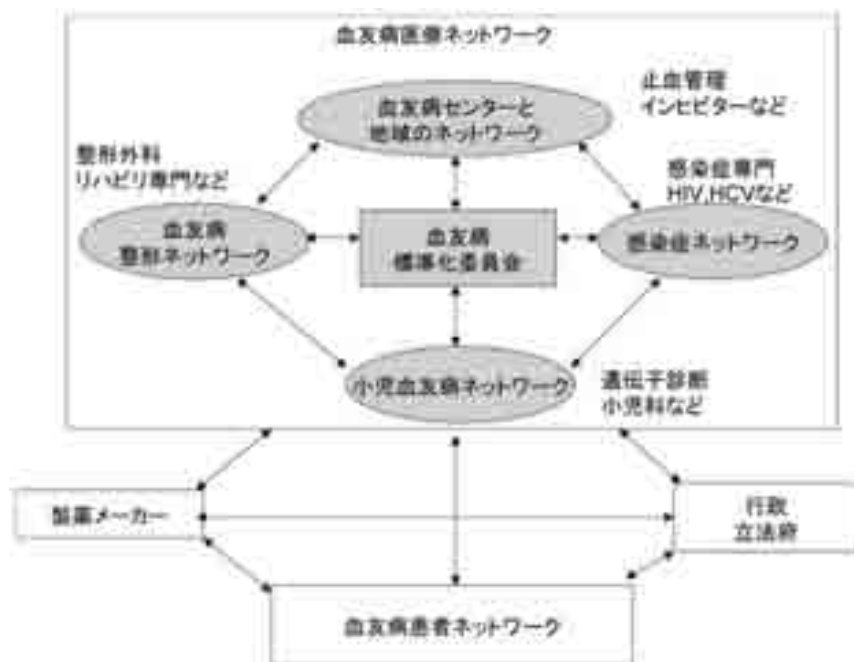 血友病医療ネットワーク
血友病センターと
地域のネットワーク
止血管理
インヒビターなど
整形外科
リハビリ専門など
感染症専門
HIV,HCVなど
血友病
整形ネットワーク
血友病
標準化委員会
感染症ネットワーク
小児血友病ネットワーク
遺伝子診断
小児科など
製薬メーカー
行政
立法府
血友病患者ネットワーク